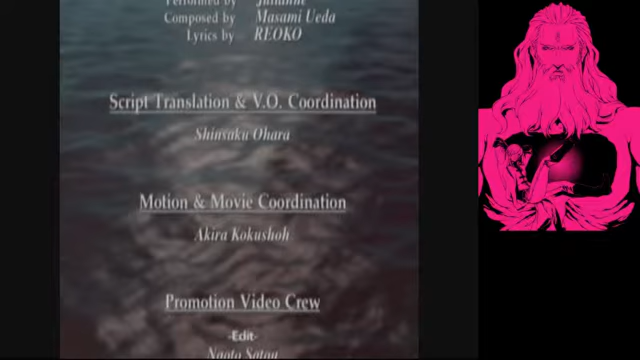 Composed by Masami Ueda
Lyrics by REOKO
Script Translation & V.O. Coordination
Shinsaku Ohara
Motion & Movie Coordination
Akira Kokushoh
Promotion Video Crew
-Edit-
Naoto